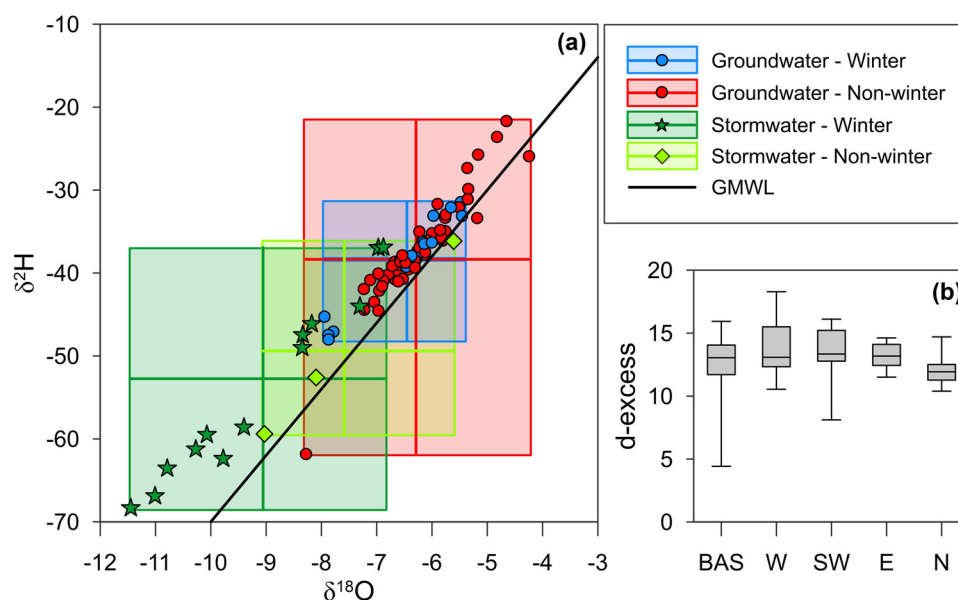 -10
-20
-30
-40
-50
-60
-70
δ²H
-12 -11 -10 -9 -8 -7 -6 -5 -4 -3
δ¹⁸O
(a)
Groundwater - Winter
Groundwater - Non-winter
Stormwater - Winter
Stormwater - Non-winter
GMWL
20
15
10
5
0
d-excess
(b)
BAS W SW E N